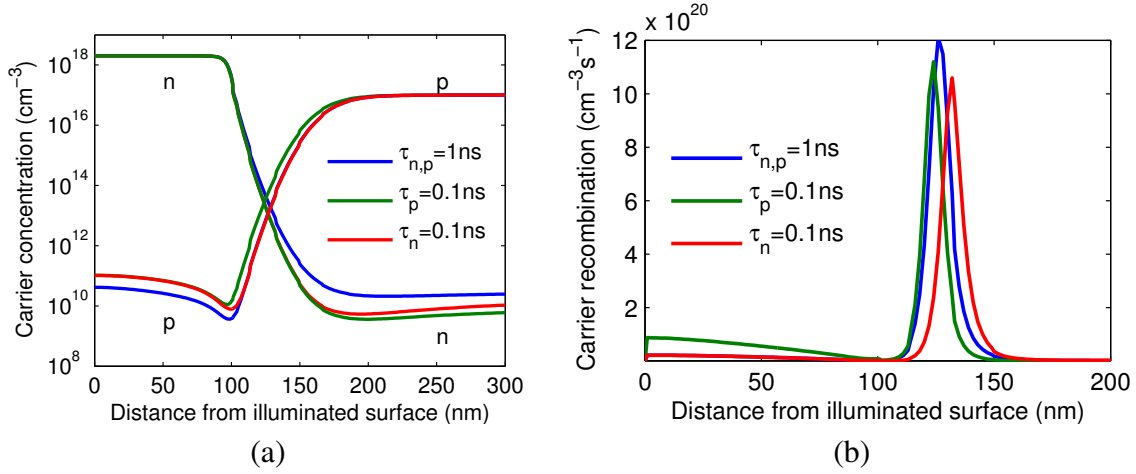 10^18
10^16
10^14
10^12
10^10
10^8
Carrier concentration (cm^−3)
n
p
p
n
τ_n,p=1ns
τ_p=0.1ns
τ_n=0.1ns
0 50 100 150 200 250 300
Distance from illuminated surface (nm)
(a)
x 10^20
12
10
8
6
4
2
Carrier recombination (cm^−3s^−1)
τ_n,p=1ns
τ_p=0.1ns
τ_n=0.1ns
0 50 100 150 200
Distance from illuminated surface (nm)
(b)